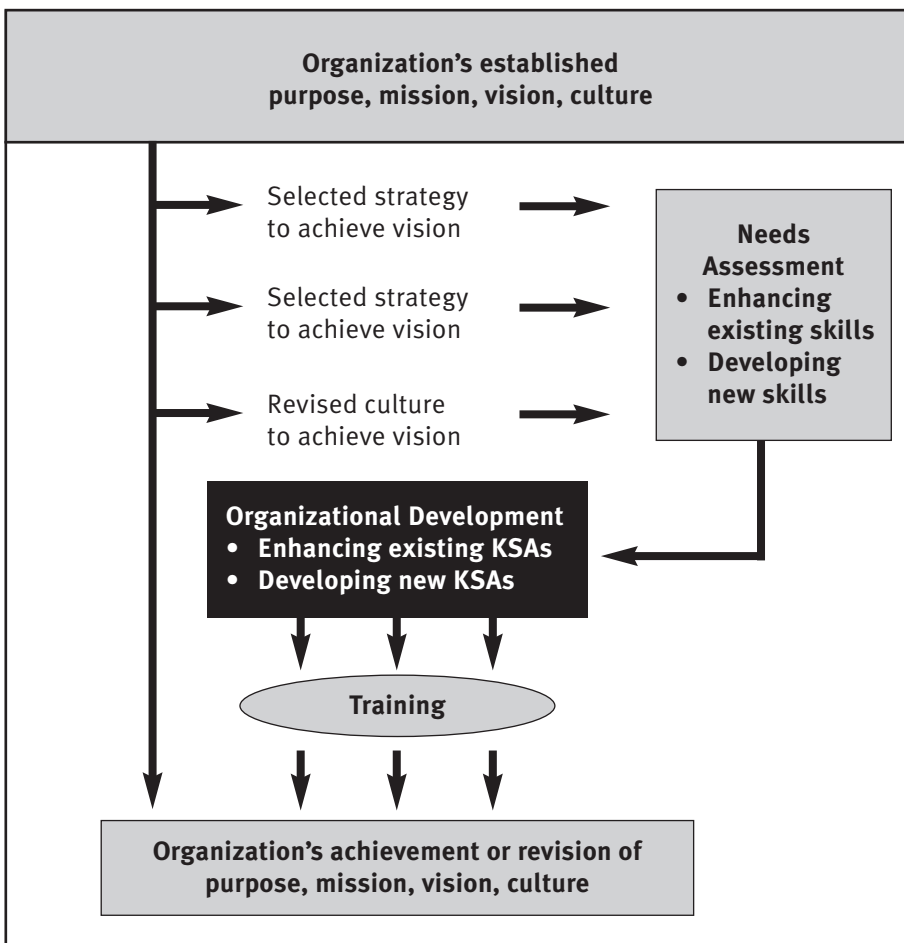 Organization’s established
purpose, mission, vision, culture
Selected strategy
to achieve vision
Selected strategy
to achieve vision
Revised culture
to achieve vision
Needs
Assessment
• Enhancing
existing skills
• Developing
new skills
Organizational Development
• Enhancing existing KSAs
• Developing new KSAs
Training
Organization’s achievement or revision of
purpose, mission, vision, culture